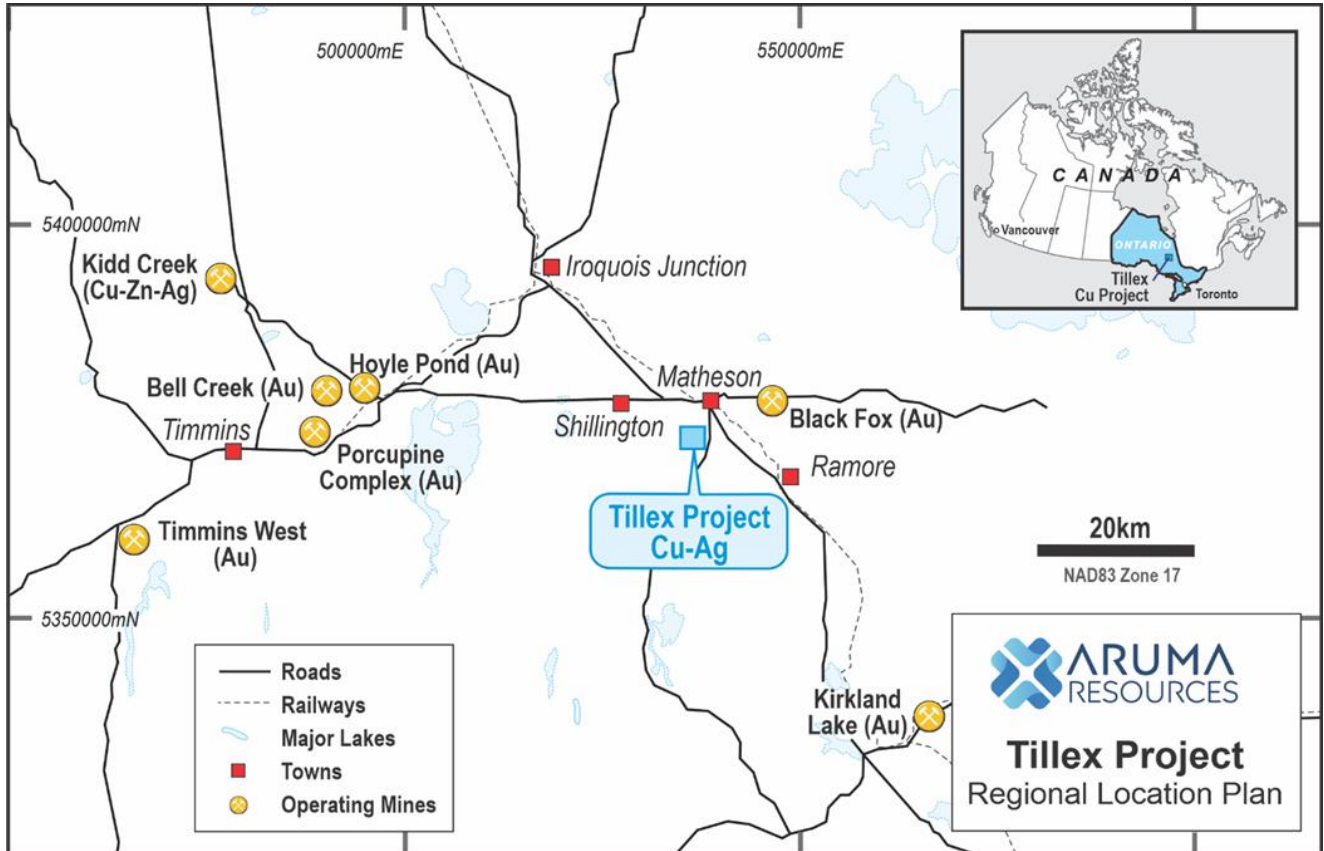 500000mE
550000mE
5400000mN
5350000mN
Kidd Creek
(Cu-Zn-Ag)
Iroquois Junction
Hoyle Pond (Au)
Bell Creek (Au)
Timmins
Porcupine
Complex (Au)
Matheson
Shillington
Black Fox (Au)
Ramore
Tillex Project
Cu-Ag
Timmins West
(Au)
Kirkland
Lake (Au)
CANADA
Vancouver
ONTARIO
Tillex
Cu Project
Toronto
20km
NAD83 Zone 17
Roads
Railways
Major Lakes
Towns
Operating Mines
ARUMA
RESOURCES
Tillex Project
Regional Location Plan